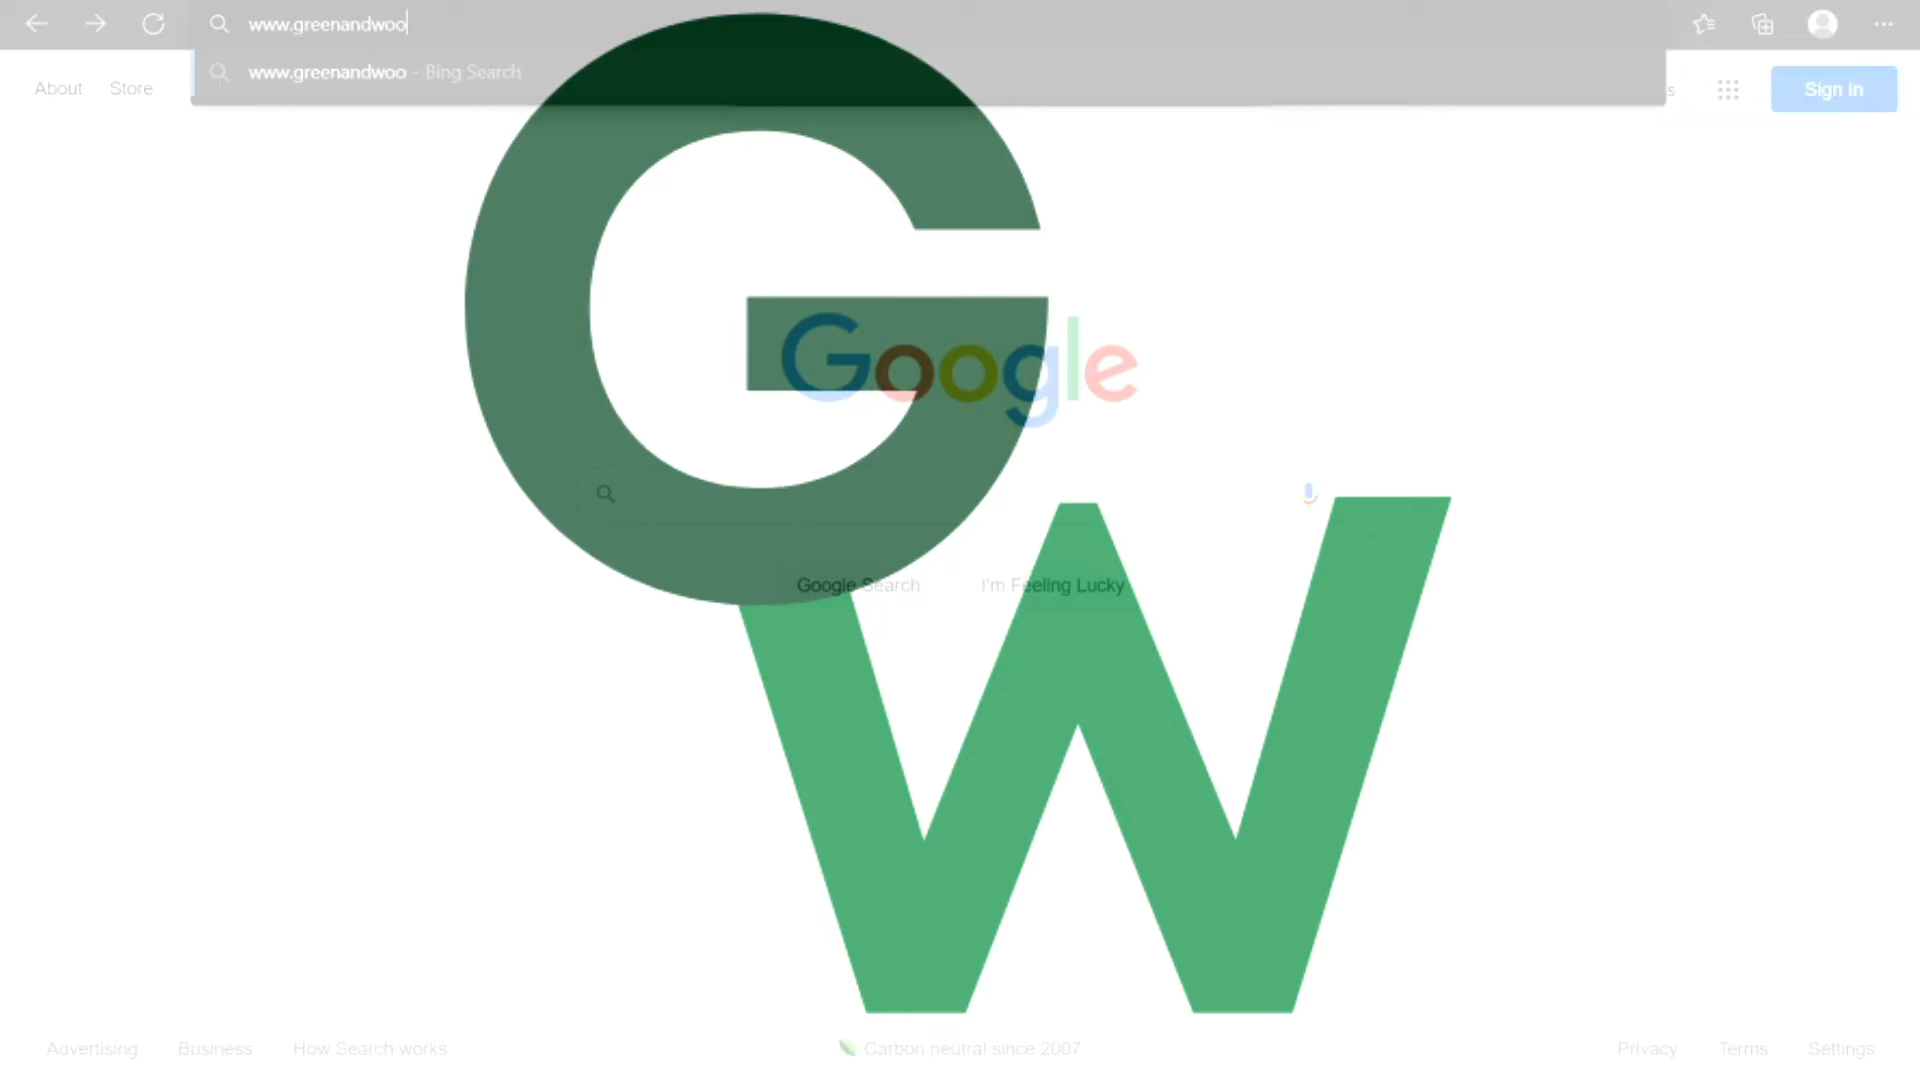 www.greenandwoo
www.greenandwoo - Bing Search
About Store
s
Sign in
G
Google
Google Search I'm Feeling Lucky
W
Advertising Business How Search works
Carbon neutral since 2007
Privacy Terms Settings